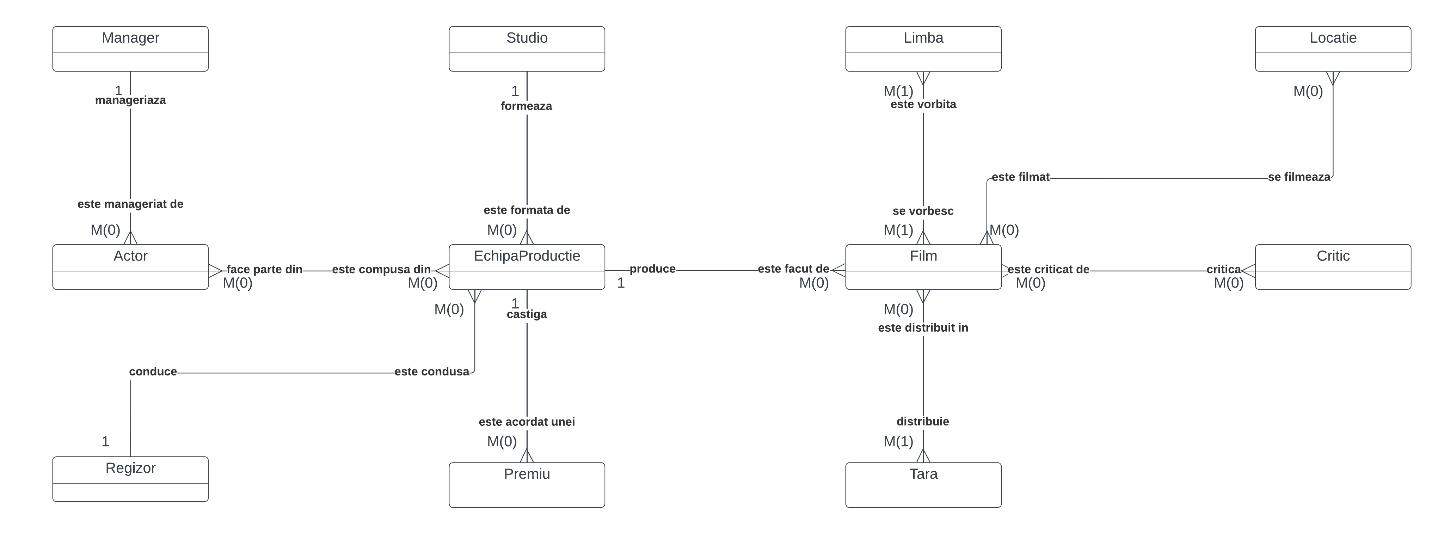 Manager
Studio
Limba
Locatie
1
manageriaza
1
formeaza
M(1)
este vorbita
M(0)
este filmat
se filmeaza
este manageriat de
M(0)
este formata de
M(0)
se vorbesc
M(1)
M(0)
Actor
EchipaProductie
Film
Critic
face parte din
este compusa din
produce
este facut de
este criticat de
critica
M(0)
M(0)
1
M(0)
M(0)
M(0)
M(0)
1
castiga
M(0)
este distribuit in
conduce
este condusa
este acordat unei
distribuie
1
M(0)
M(1)
Regizor
Premiu
Tara